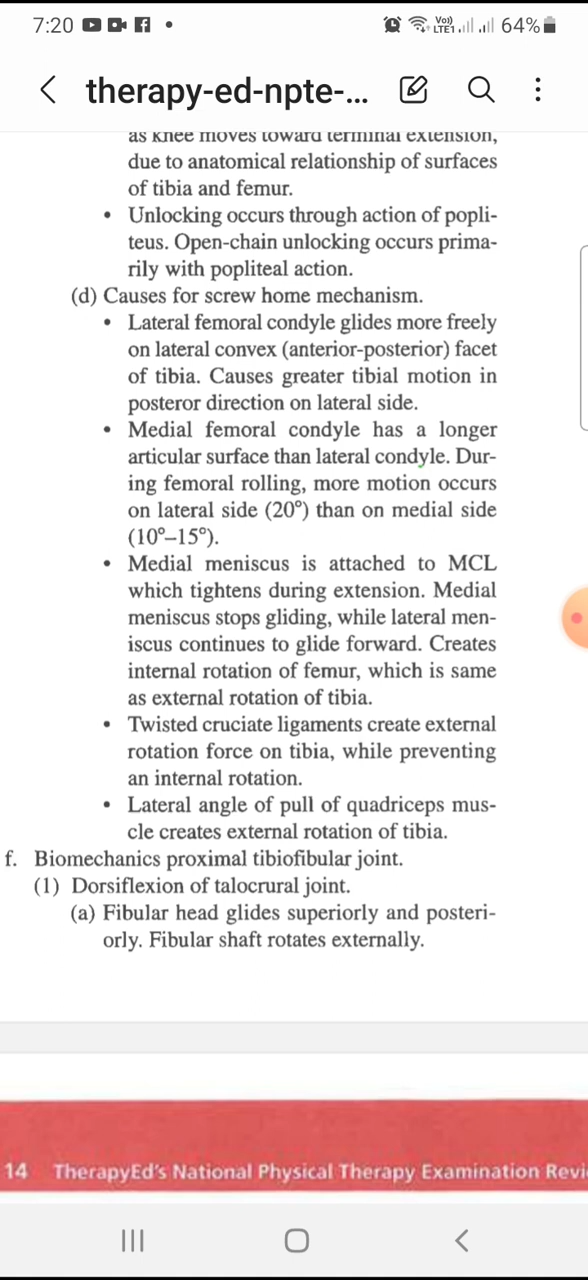 7:20
Vo))
LTE1
64%
therapy-ed-npte-...
as knee moves toward terminal extension,
due to anatomical relationship of surfaces
of tibia and femur.
• Unlocking occurs through action of popli-
teus. Open-chain unlocking occurs prima-
rily with popliteal action.
(d) Causes for screw home mechanism.
• Lateral femoral condyle glides more freely
on lateral convex (anterior-posterior) facet
of tibia. Causes greater tibial motion in
posteror direction on lateral side.
• Medial femoral condyle has a longer
articular surface than lateral condyle. Dur-
ing femoral rolling, more motion occurs
on lateral side (20°) than on medial side
(10°–15°).
• Medial meniscus is attached to MCL
which tightens during extension. Medial
meniscus stops gliding, while lateral men-
iscus continues to glide forward. Creates
internal rotation of femur, which is same
as external rotation of tibia.
• Twisted cruciate ligaments create external
rotation force on tibia, while preventing
an internal rotation.
• Lateral angle of pull of quadriceps mus-
cle creates external rotation of tibia.
f. Biomechanics proximal tibiofibular joint.
(1) Dorsiflexion of talocrural joint.
(a) Fibular head glides superiorly and posteri-
orly. Fibular shaft rotates externally.
14 TherapyEd's National Physical Therapy Examination Revi